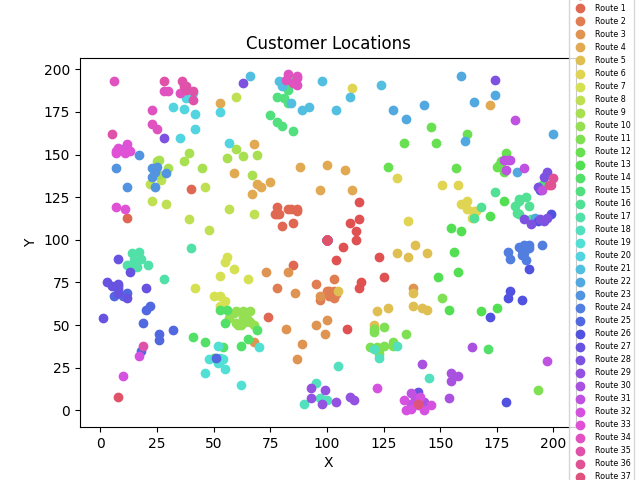 Customer Locations
200
175
150
125
100
75
50
25
0
Y
0
25
50
75
100
125
150
175
200
X
Route 1
Route 2
Route 3
Route 4
Route 5
Route 6
Route 7
Route 8
Route 9
Route 10
Route 11
Route 12
Route 13
Route 14
Route 15
Route 16
Route 17
Route 18
Route 19
Route 20
Route 21
Route 22
Route 23
Route 24
Route 25
Route 26
Route 27
Route 28
Route 29
Route 30
Route 31
Route 32
Route 33
Route 34
Route 35
Route 36
Route 37